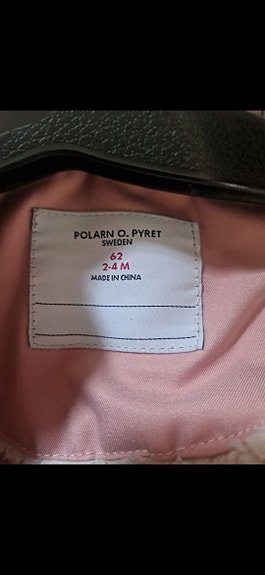 POLARN O. PYRET
SWEDEN
62
2-4 M
MADE IN CHINA